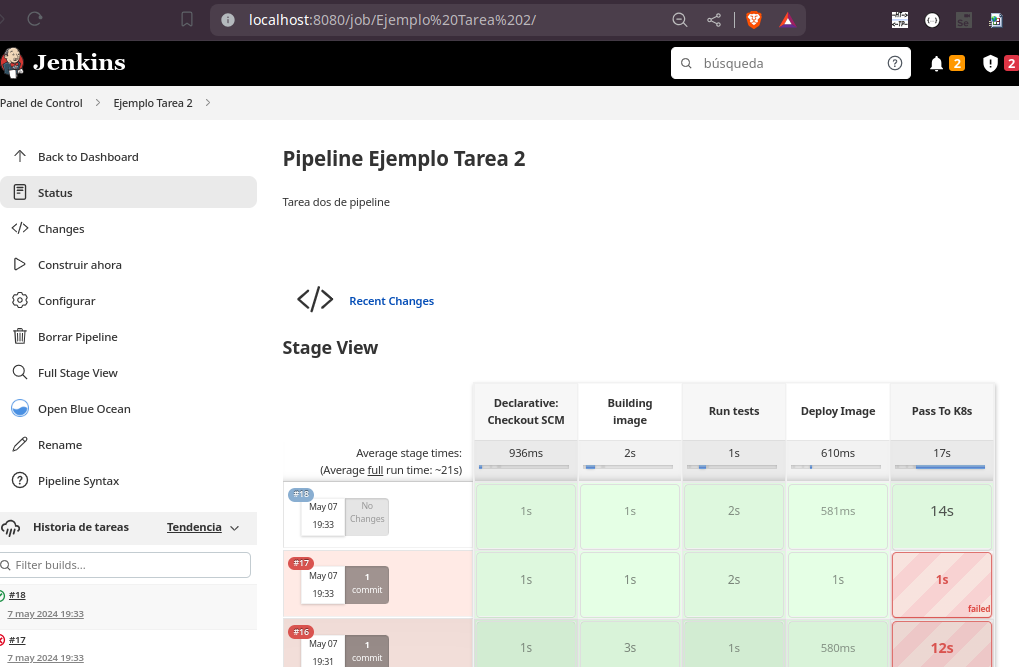 localhost:8080/job/Ejemplo%20Tarea%202/
Jenkins
búsqueda
2
2
Panel de Control
Ejemplo Tarea 2
Back to Dashboard
Status
Changes
Construir ahora
Configurar
Borrar Pipeline
Full Stage View
Open Blue Ocean
Rename
Pipeline Syntax
Historia de tareas
Tendencia
Filter builds...
#18
7 may 2024 19:33
#17
7 may 2024 19:33
Pipeline Ejemplo Tarea 2
Tarea dos de pipeline
Recent Changes
Stage View
Declarative: Checkout SCM
Building image
Run tests
Deploy Image
Pass To K8s
Average stage times:
(Average full run time: ~21s)
936ms
2s
1s
610ms
17s
#18
May 07
19:33
No Changes
1s
1s
2s
581ms
14s
#17
May 07
19:33
1 commit
1s
1s
2s
1s
1s
failed
#16
May 07
19:31
1 commit
1s
3s
1s
580ms
12s